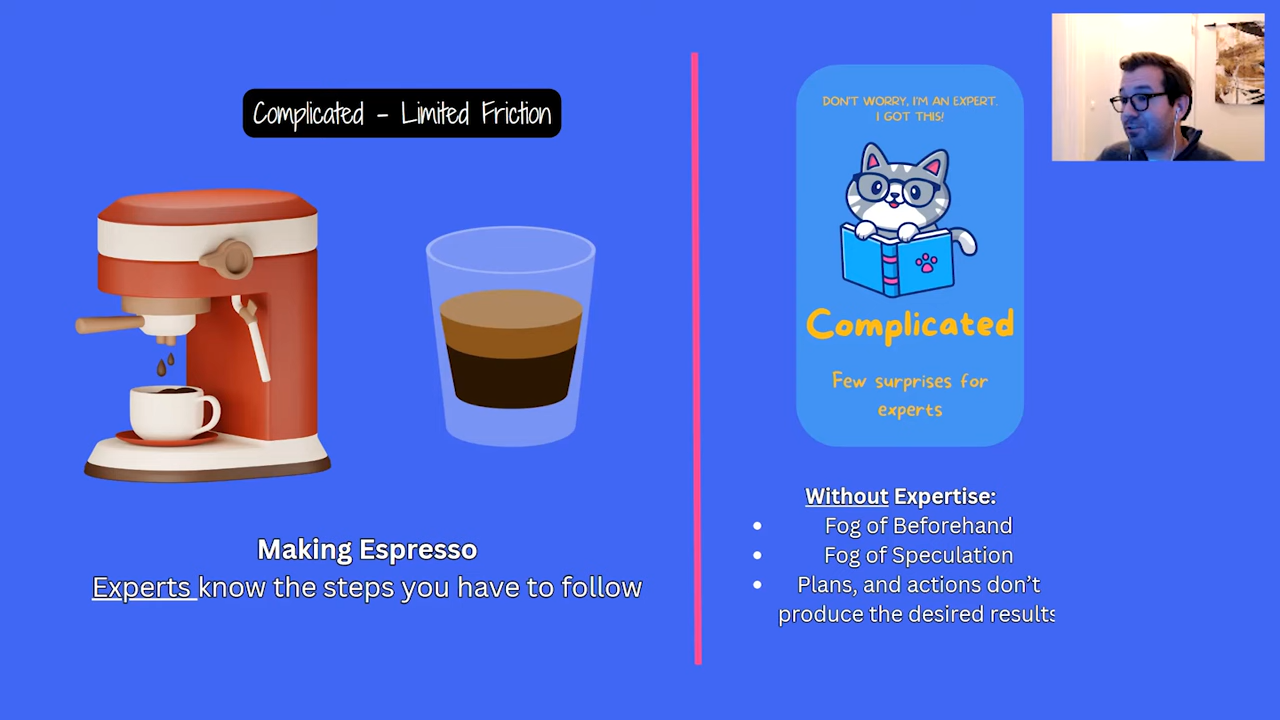 Complicated - Limited Friction
Making Espresso
Experts know the steps you have to follow
DON'T WORRY, I'M AN EXPERT.
I GOT THIS!
Complicated
Few surprises for
experts
Without Expertise:
• Fog of Beforehand
• Fog of Speculation
• Plans, and actions don’t
produce the desired results